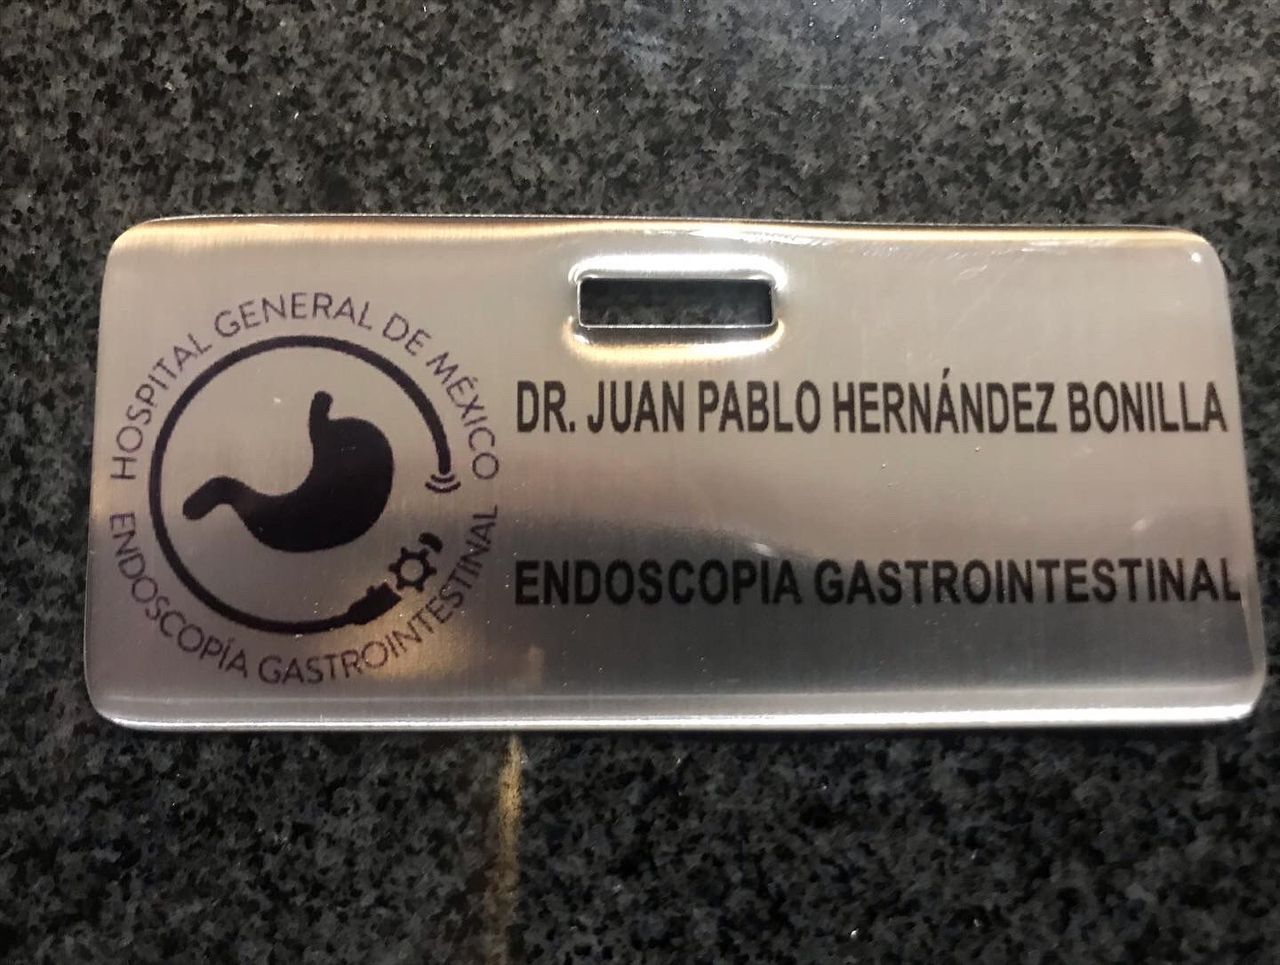 HOSPITAL GENERAL DE MÉXICO
ENDOSCOPÍA GASTROINTESTINAL
DR. JUAN PABLO HERNÁNDEZ BONILLA
ENDOSCOPIA GASTROINTESTINAL